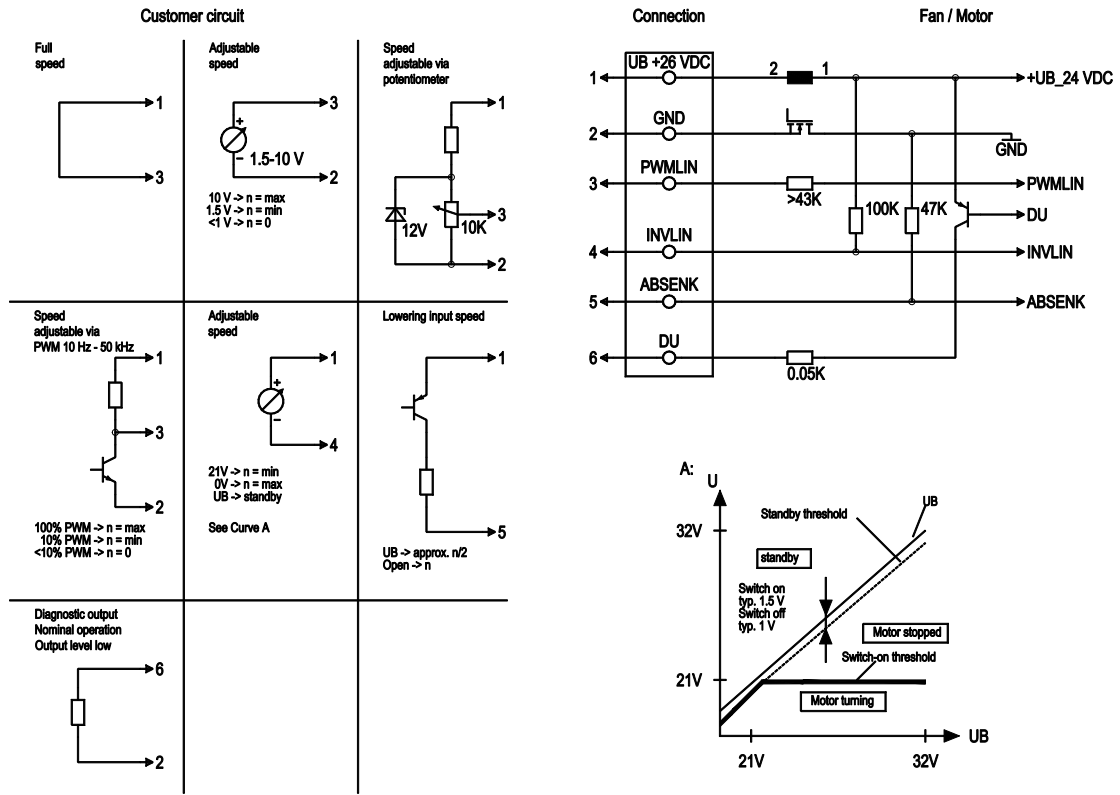 Customer circuit
Full
speed
1
3
Adjustable
speed
3
+
–
1.5-10 V
2
10 V -> n = max
1.5 V -> n = min
<1 V -> n = 0
Speed
adjustable via
potentiometer
1
3
12V
10K
2
Speed
adjustable via
PWM 10 Hz - 50 kHz
1
3
2
100% PWM -> n = max
10% PWM -> n = min
<10% PWM -> n = 0
Adjustable
speed
1
+
–
4
21V -> n = min
0V -> n = max
UB -> standby
See Curve A
Lowering input speed
1
5
UB -> approx. n/2
Open -> n
Diagnostic output
Nominal operation
Output level low
6
2
Connection
Fan / Motor
1
UB +26 VDC
2
1
+UB_24 VDC
2
GND
GND
3
PWMLIN
>43K
PWMLIN
100K
47K
DU
4
INVLIN
INVLIN
5
ABSENK
ABSENK
6
DU
0.05K
A:
U
UB
Standby threshold
32V
standby
Switch on
typ. 1.5 V
Switch off
typ. 1 V
Motor stopped
Switch-on threshold
21V
Motor turning
UB
21V
32V